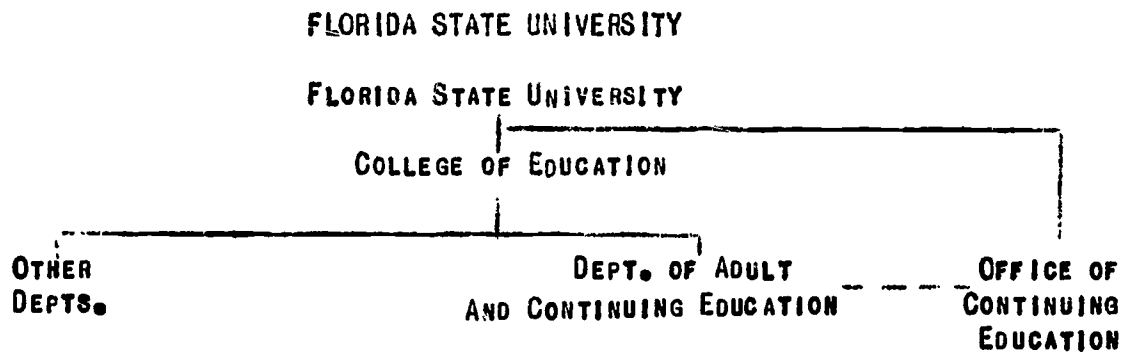 FLORIDA STATE UNIVERSITY
FLORIDA STATE UNIVERSITY
COLLEGE OF EDUCATION
OTHER
DEPTS.
DEPT. OF ADULT
AND CONTINUING EDUCATION
OFFICE OF
CONTINUING
EDUCATION